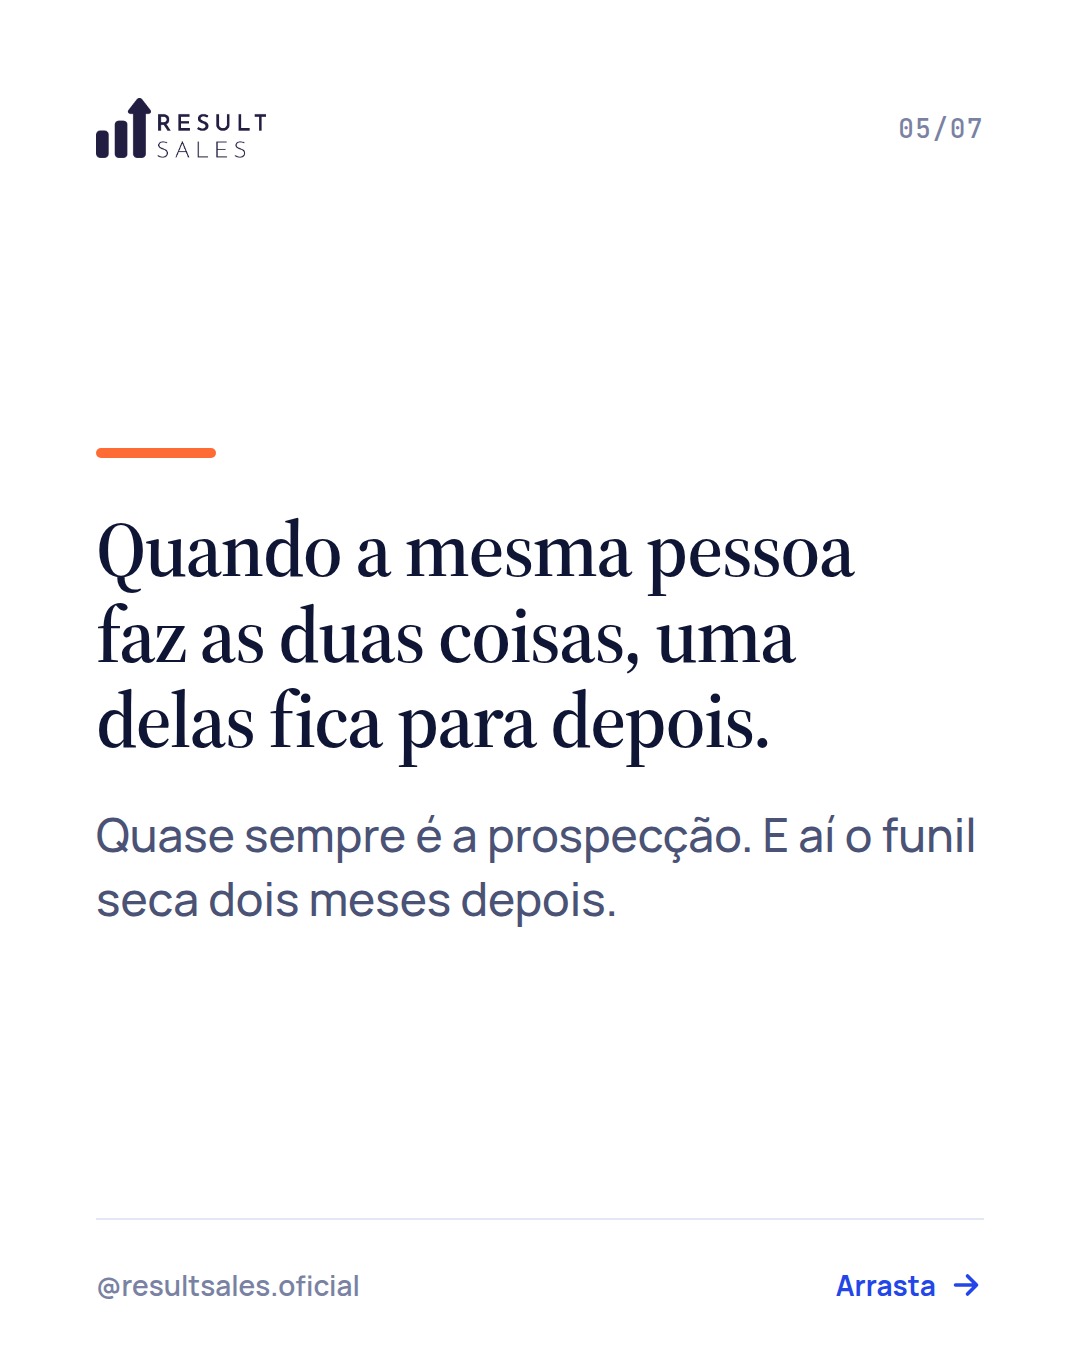 RESULT
SALES
05/07
Quando a mesma pessoa
faz as duas coisas, uma
delas fica para depois.
Quase sempre é a prospecção. E aí o funil
seca dois meses depois.
@resultsales.oficial
Arrasta →